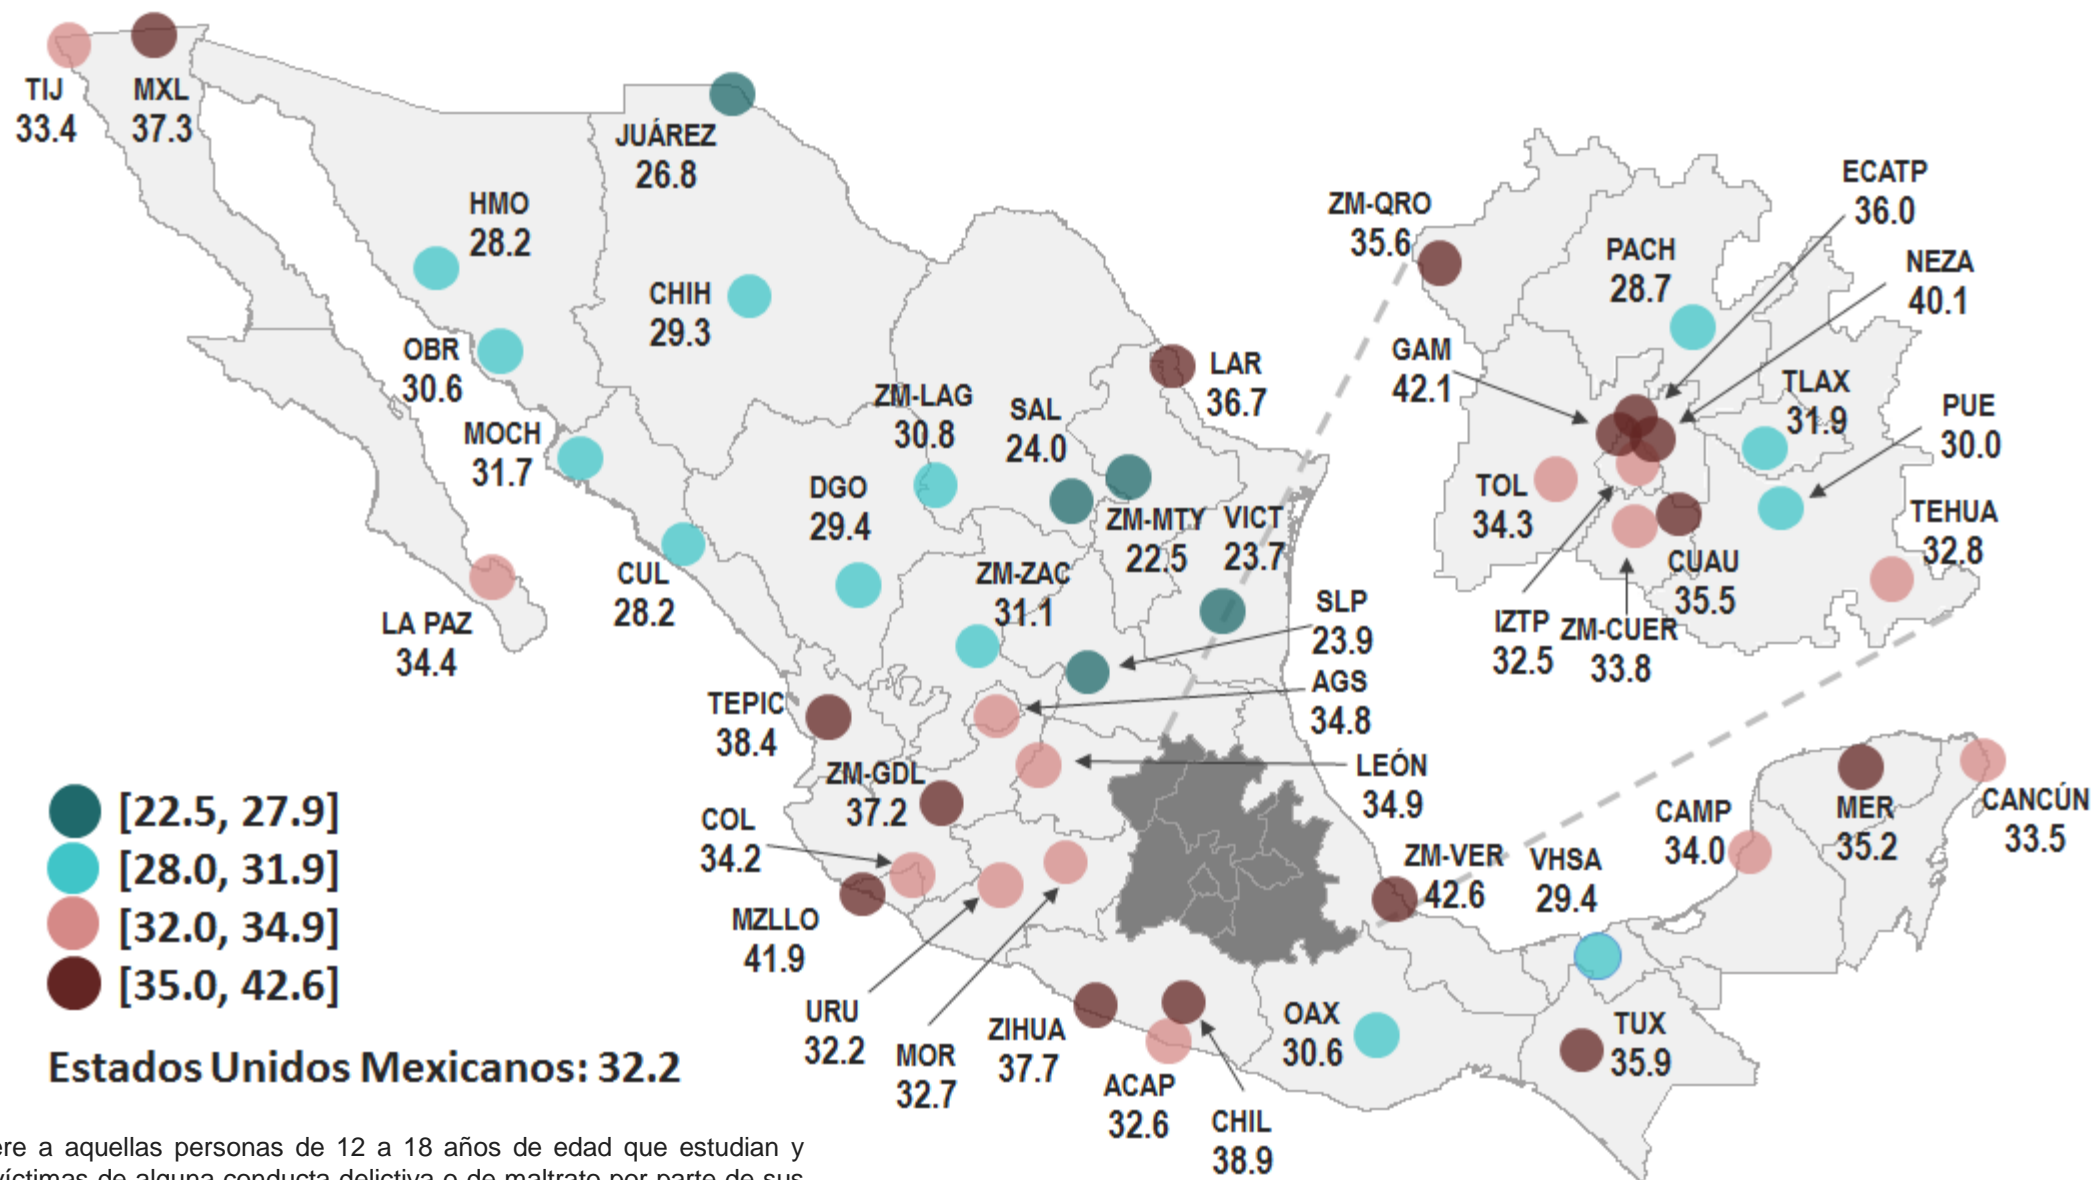 TIJ
33.4
MXL
37.3
JUÁREZ
26.8
HMO
28.2
CHIH
29.3
OBR
30.6
MOCH
31.7
ZM-LAG
30.8
SAL
24.0
LAR
36.7
DGO
29.4
ZM-MTY
22.5
VICT
23.7
CUL
28.2
ZM-ZAC
31.1
LA PAZ
34.4
SLP
23.9
AGS
34.8
TEPIC
38.4
ZM-GDL
37.2
LEÓN
34.9
COL
34.2
MZLLO
41.9
URU
32.2
MOR
32.7
ZIHUA
37.7
ACAP
32.6
CHIL
38.9
OAX
30.6
ZM-VER
42.6
VHSA
29.4
TUX
35.9
CAMP
34.0
MER
35.2
CANCÚN
33.5
ZM-QRO
35.6
PACH
28.7
ECATP
36.0
NEZA
40.1
GAM
42.1
TLAX
31.9
PUE
30.0
TOL
34.3
TEHUA
32.8
CUAU
35.5
IZTP
32.5
ZM-CUER
33.8
[22.5, 27.9]
[28.0, 31.9]
[32.0, 34.9]
[35.0, 42.6]
Estados Unidos Mexicanos: 32.2
ere a aquellas personas de 12 a 18 años de edad que estudian y
víctimas de alguna conducta delictiva o de maltrato por parte de sus